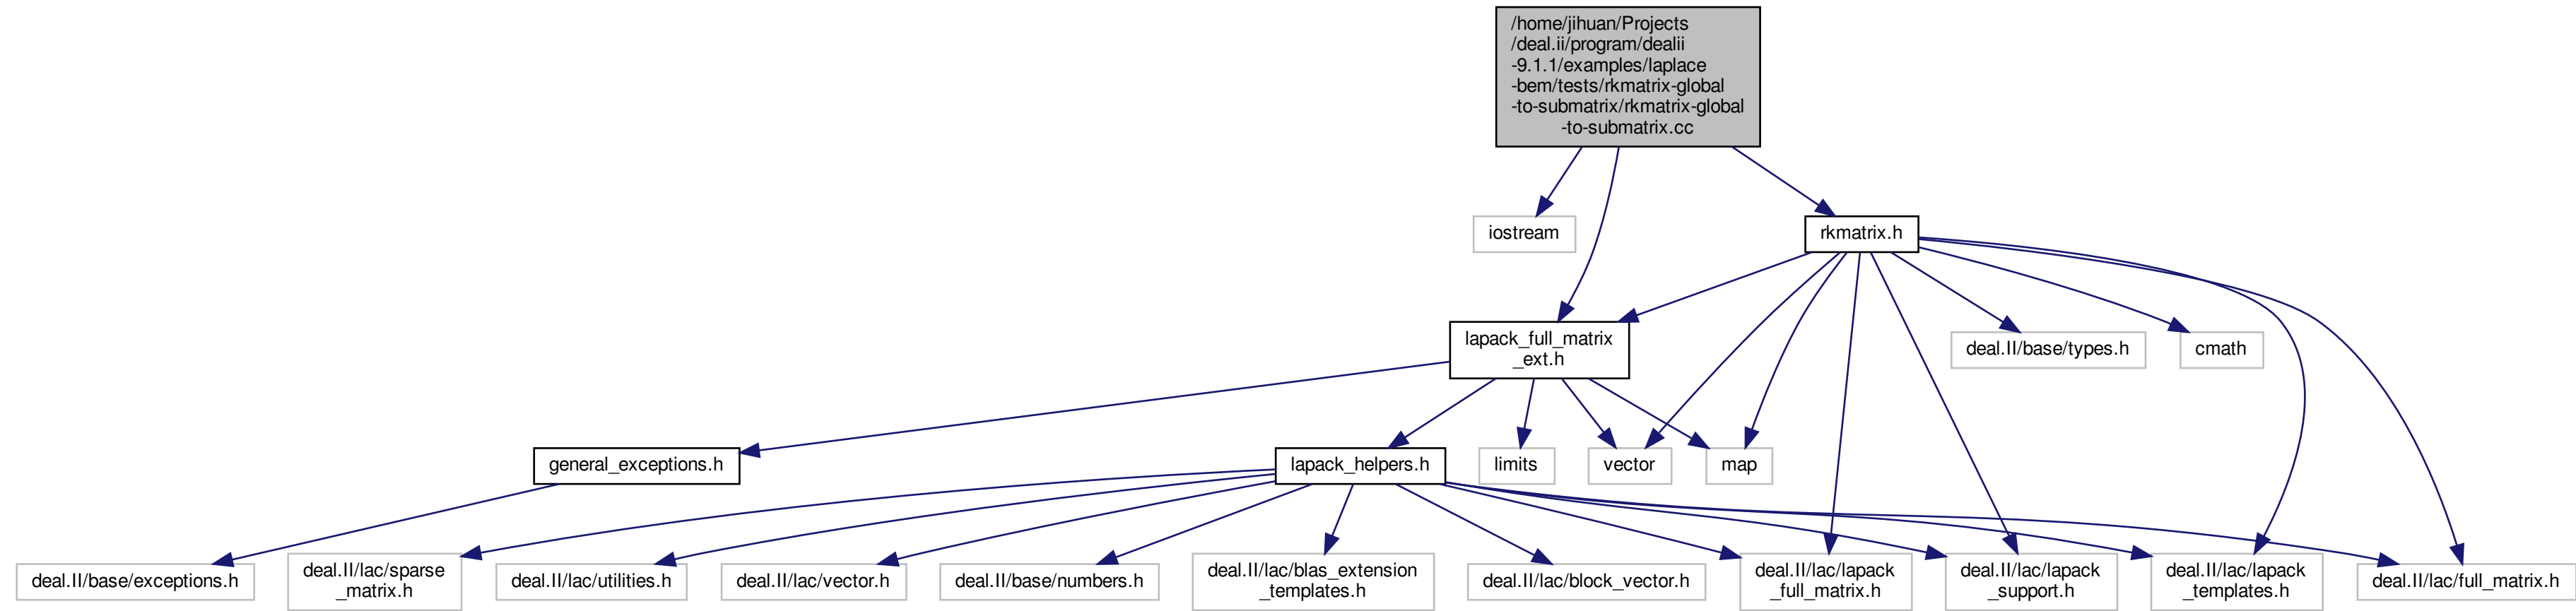 /home/jihuan/Projects
/deal.ii/program/dealii
-9.1.1/examples/laplace
-bem/tests/rkmatrix-global
-to-submatrix/rkmatrix-global
-to-submatrix.cc
iostream
rkmatrix.h
lapack_full_matrix
_ext.h
deal.II/base/types.h
cmath
general_exceptions.h
lapack_helpers.h
limits
vector
map
deal.II/base/exceptions.h
deal.II/lac/sparse
_matrix.h
deal.II/lac/utilities.h
deal.II/lac/vector.h
deal.II/base/numbers.h
deal.II/lac/blas_extension
_templates.h
deal.II/lac/block_vector.h
deal.II/lac/lapack
_full_matrix.h
deal.II/lac/lapack
_support.h
deal.II/lac/lapack
_templates.h
deal.II/lac/full_matrix.h